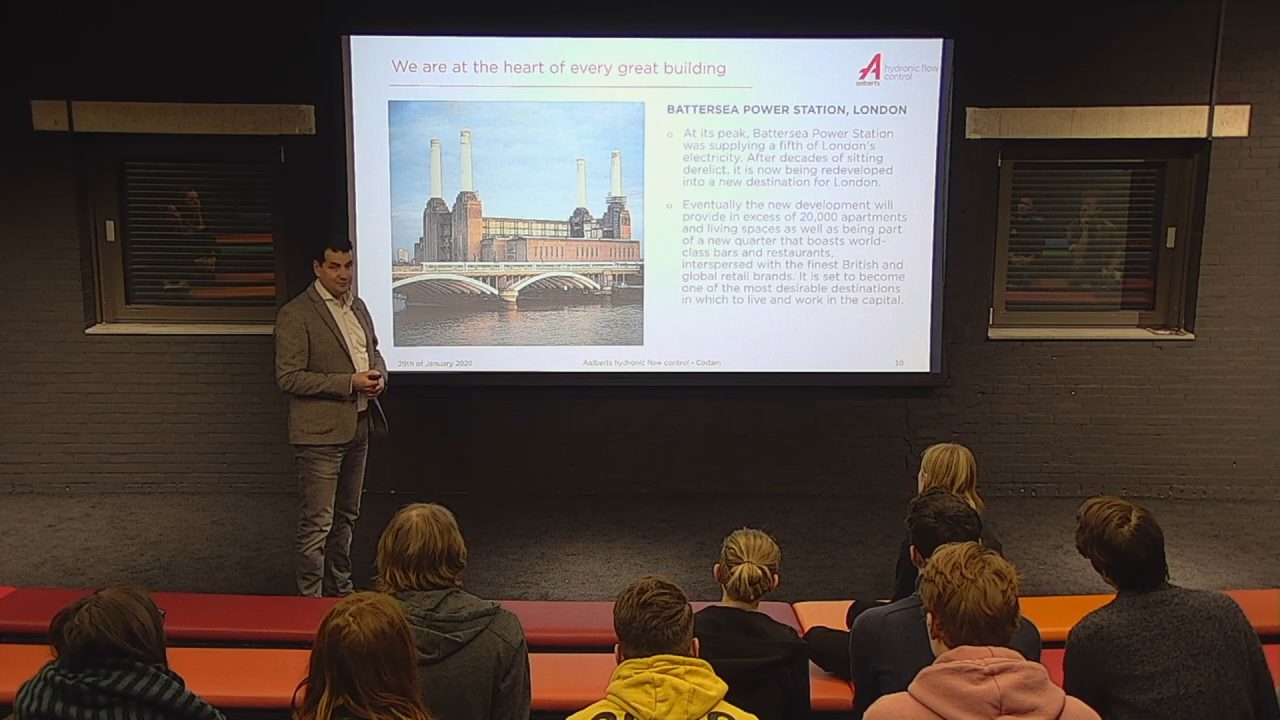 We are at the heart of every great building
A
aalberts
hydronic flow
control
BATTERSEA POWER STATION, LONDON
o At its peak, Battersea Power Station
was supplying a fifth of London's
electricity. After decades of sitting
derelict, it is now being redeveloped
into a new destination for London.
o Eventually the new development will
provide in excess of 20,000 apartments
and living spaces as well as being part
of a new quarter that boasts world-
class bars and restaurants,
interspersed with the finest British and
global retail brands. It is set to become
one of the most desirable destinations
in which to live and work in the capital.
29th of January 2020
Aalberts hydronic flow control - Codam
10